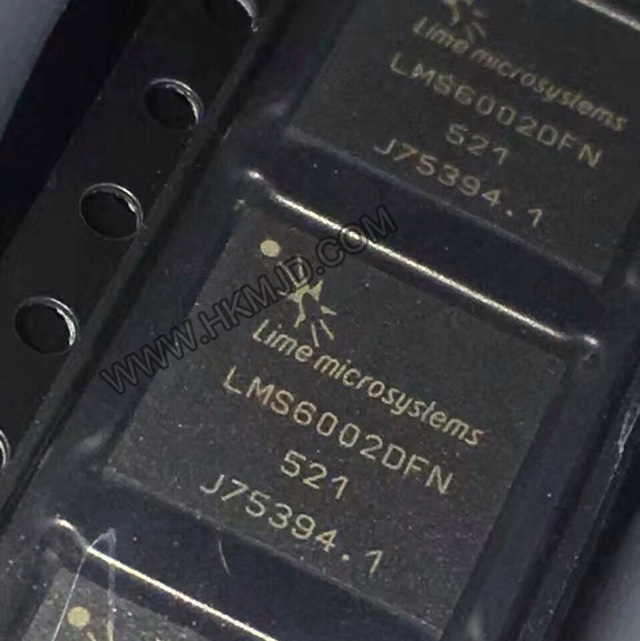 Lime microsystems
LMS6002DFN
521
J75394.1
WWW.HKMJD.COM
Lime microsystems
LMS6002DFN
521
J75394.1